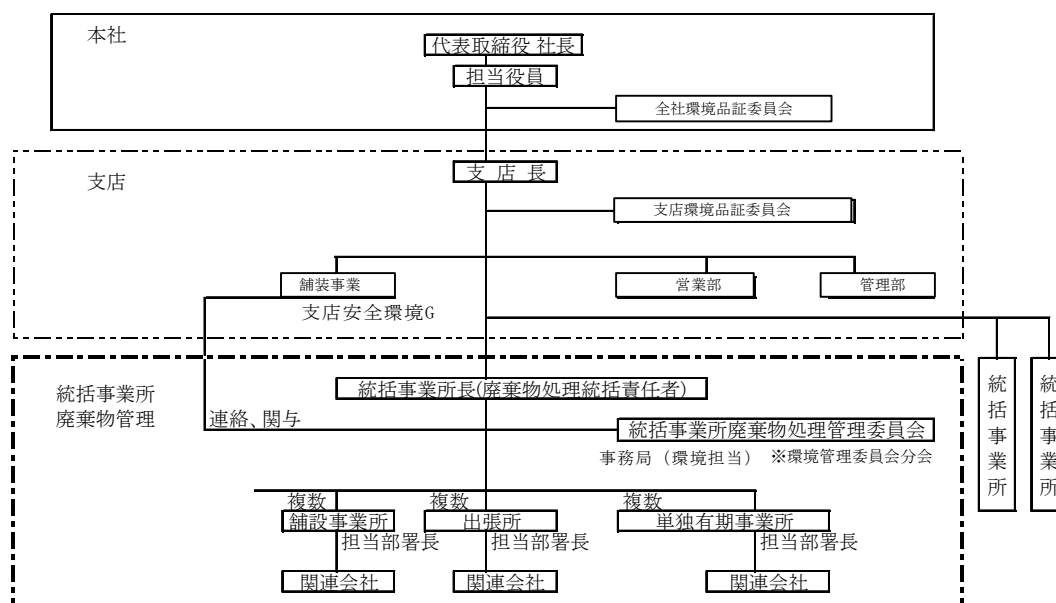 本社
代表取締役 社長
担当役員
全社環境品証委員会
支店
支 店 長
支店環境品証委員会
舗装事業
営業部
管理部
支店安全環境G
統括事業所
廃棄物管理
統括事業所長(廃棄物処理統括責任者)
連絡、関与
統括事業所廃棄物処理管理委員会
事務局（環境担当） ※環境管理委員会分会
複数
複数
複数
舗設事業所
出張所
単独有期事業所
担当部署長
担当部署長
担当部署長
関連会社
関連会社
関連会社
統括事業所
統括事業所